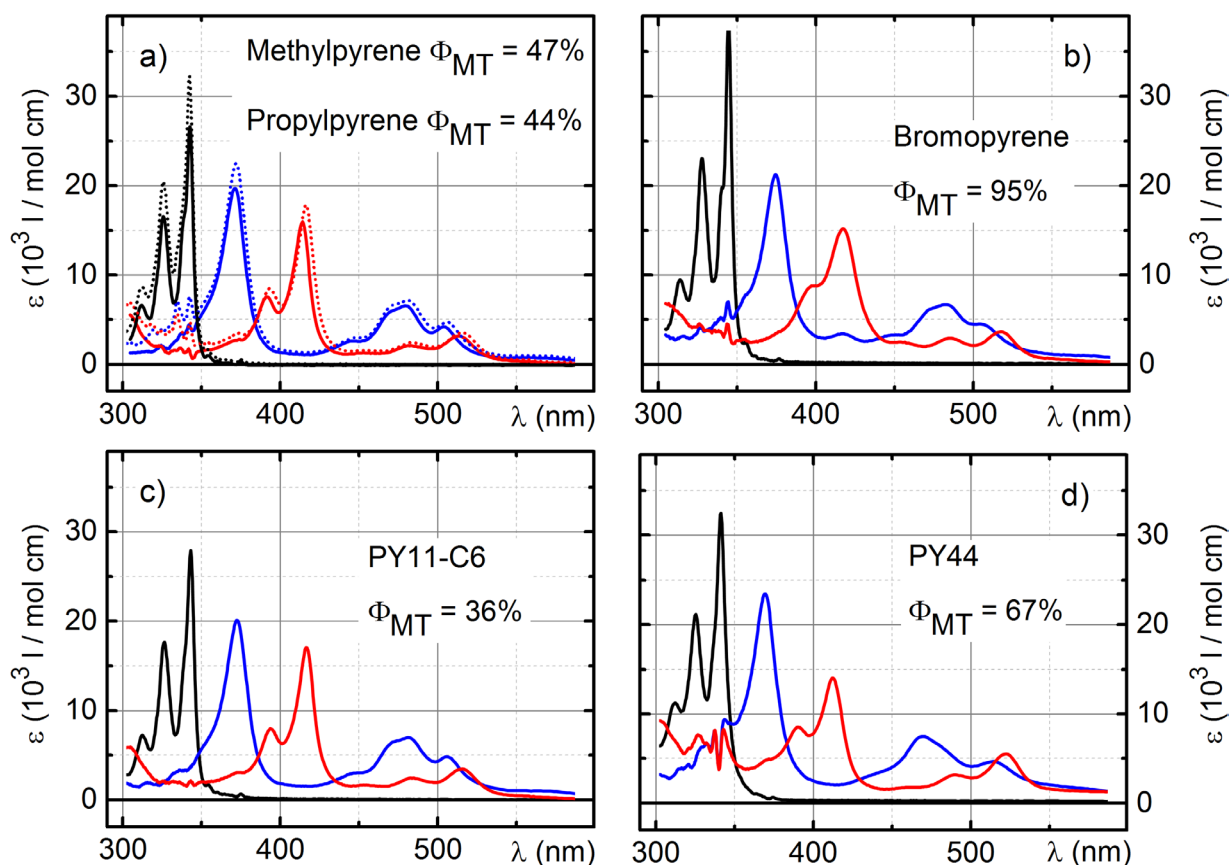 a)
Methylpyrene Φ_MT = 47%
Propylpyrene Φ_MT = 44%
ε (10³ l / mol cm)
30
20
10
0
300
400
500
λ (nm)
b)
Bromopyrene
Φ_MT = 95%
ε (10³ l / mol cm)
30
20
10
0
300
400
500
λ (nm)
c)
PY11-C6
Φ_MT = 36%
ε (10³ l / mol cm)
30
20
10
0
300
400
500
λ (nm)
d)
PY44
Φ_MT = 67%
ε (10³ l / mol cm)
30
20
10
0
300
400
500
λ (nm)